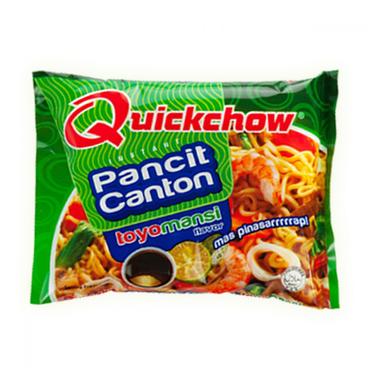 Quickchow®
INSTANT
Pancit
Canton
toyomansi
flavor
mas pinasarrrrrap!